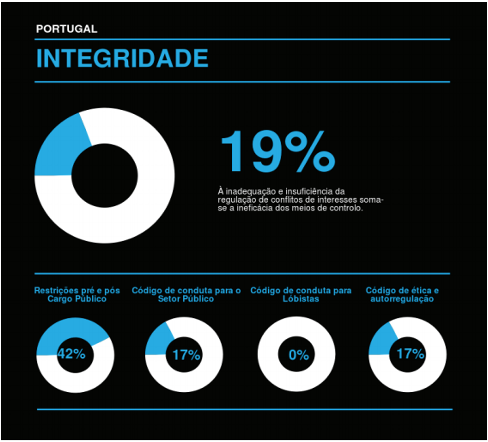 PORTUGAL
INTEGRIDADE
19%
À inadequação e insuficiência da
regulação de conflitos de interesses soma-
se a ineficácia dos meios de controlo.
Restrições pré e pós
Cargo Público
42%
Código de conduta para o
Setor Público
17%
Código de conduta para
Lóbistas
0%
Código de ética e
autorregulação
17%